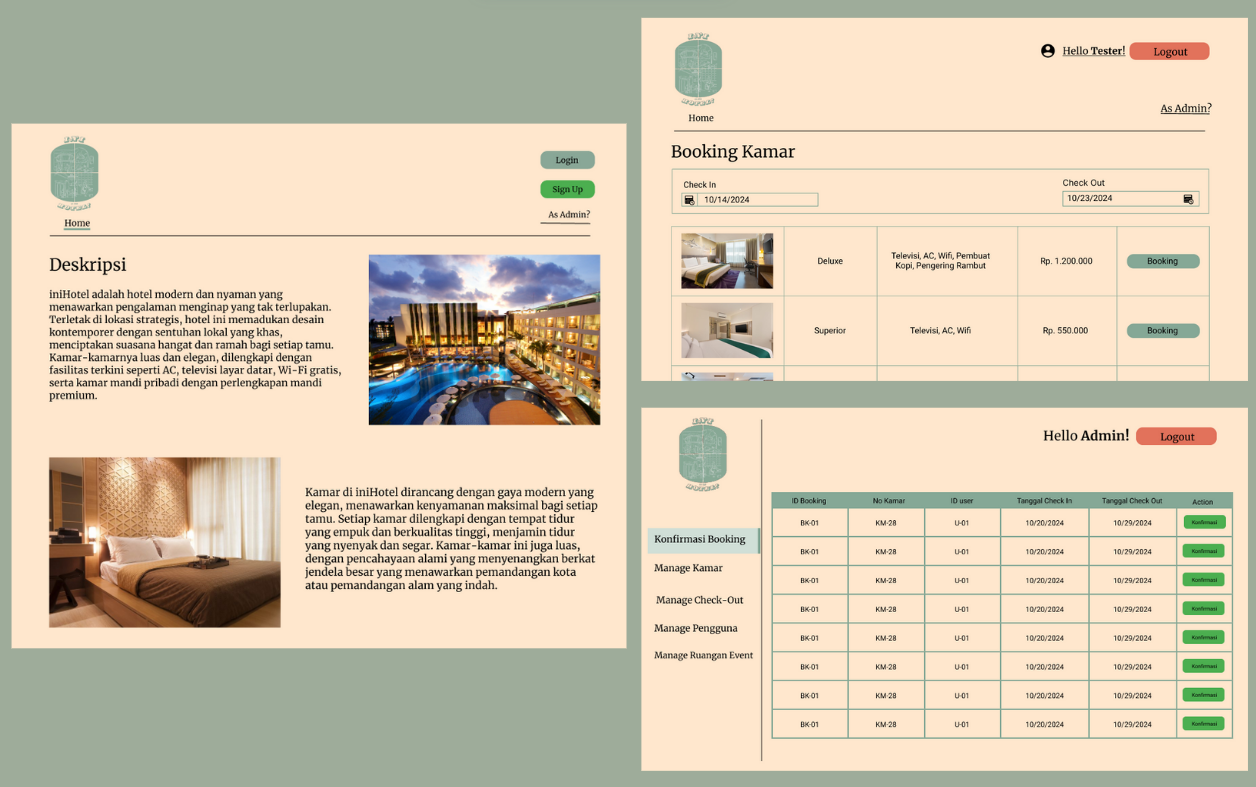 INY
HOTEL!
Home
Login
Sign Up
As Admin?
Deskripsi
iniHotel adalah hotel modern dan nyaman yang
menawarkan pengalaman menginap yang tak terlupakan.
Terletak di lokasi strategis, hotel ini memadukan desain
kontemporer dengan sentuhan lokal yang khas,
menciptakan suasana hangat dan ramah bagi setiap tamu.
Kamar-kamarnya luas dan elegan, dilengkapi dengan
fasilitas terkini seperti AC, televisi layar datar, Wi-Fi gratis,
serta kamar mandi pribadi dengan perlengkapan mandi
premium.
Kamar di iniHotel dirancang dengan gaya modern yang
elegan, menawarkan kenyamanan maksimal bagi setiap
tamu. Setiap kamar dilengkapi dengan tempat tidur
yang empuk dan berkualitas tinggi, menjamin tidur
yang nyenyak dan segar. Kamar-kamar ini juga luas,
dengan pencahayaan alami yang menyenangkan berkat
jendela besar yang menawarkan pemandangan kota
atau pemandangan alam yang indah.
INY
HOTEL!
Home
Hello Tester! Logout
As Admin?
Booking Kamar
Check In
10/14/2024
Check Out
10/23/2024
Deluxe
Televisi, AC, Wifi, Pembuat
Kopi, Pengering Rambut
Rp. 1.200.000
Booking
Superior
Televisi, AC, Wifi
Rp. 550.000
Booking
INY
HOTEL!
Hello Admin! Logout
Konfirmasi Booking
Manage Kamar
Manage Check-Out
Manage Pengguna
Manage Ruangan Event
ID Booking No Kamar ID user Tanggal Check In Tanggal Check Out Action
BK-01 KM-28 U-01 10/20/2024 10/29/2024 Konfirmasi
BK-01 KM-28 U-01 10/20/2024 10/29/2024 Konfirmasi
BK-01 KM-28 U-01 10/20/2024 10/29/2024 Konfirmasi
BK-01 KM-28 U-01 10/20/2024 10/29/2024 Konfirmasi
BK-01 KM-28 U-01 10/20/2024 10/29/2024 Konfirmasi
BK-01 KM-28 U-01 10/20/2024 10/29/2024 Konfirmasi
BK-01 KM-28 U-01 10/20/2024 10/29/2024 Konfirmasi
BK-01 KM-28 U-01 10/20/2024 10/29/2024 Konfirmasi